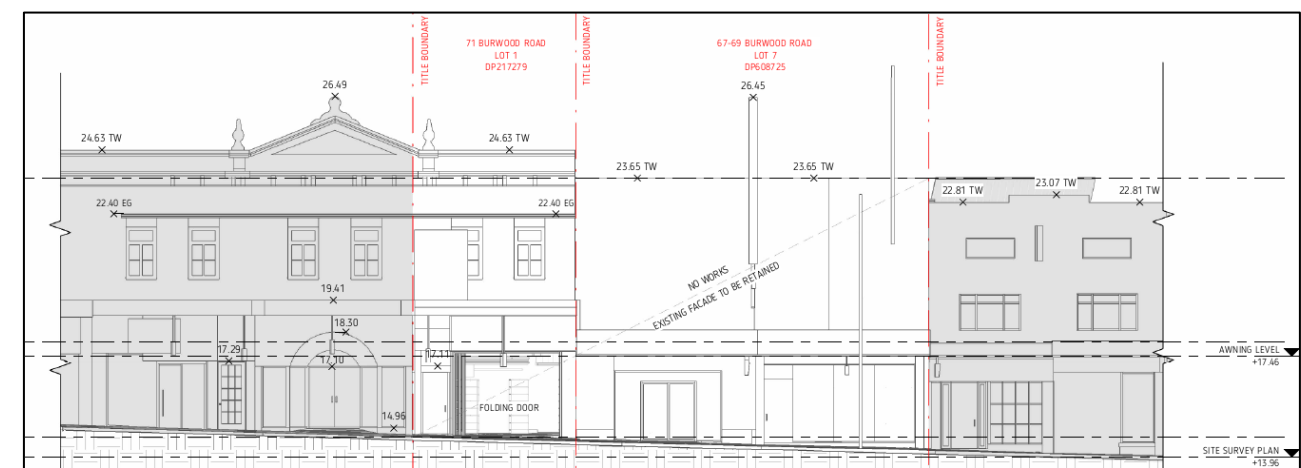 TITLE BOUNDARY
71 BURWOOD ROAD
LOT 1
DP217279
TITLE BOUNDARY
67-69 BURWOOD ROAD
LOT 7
DP608725
TITLE BOUNDARY
26.49
26.45
24.63 TW
24.63 TW
23.65 TW
23.65 TW
22.81 TW
23.07 TW
22.81 TW
22.40 EG
22.40 EG
NO WORKS
EXISTING FACADE TO BE RETAINED
19.41
18.30
17.29
17.10
17.11
AWNING LEVEL
+17.46
FOLDING DOOR
14.96
SITE SURVEY PLAN
+13.96